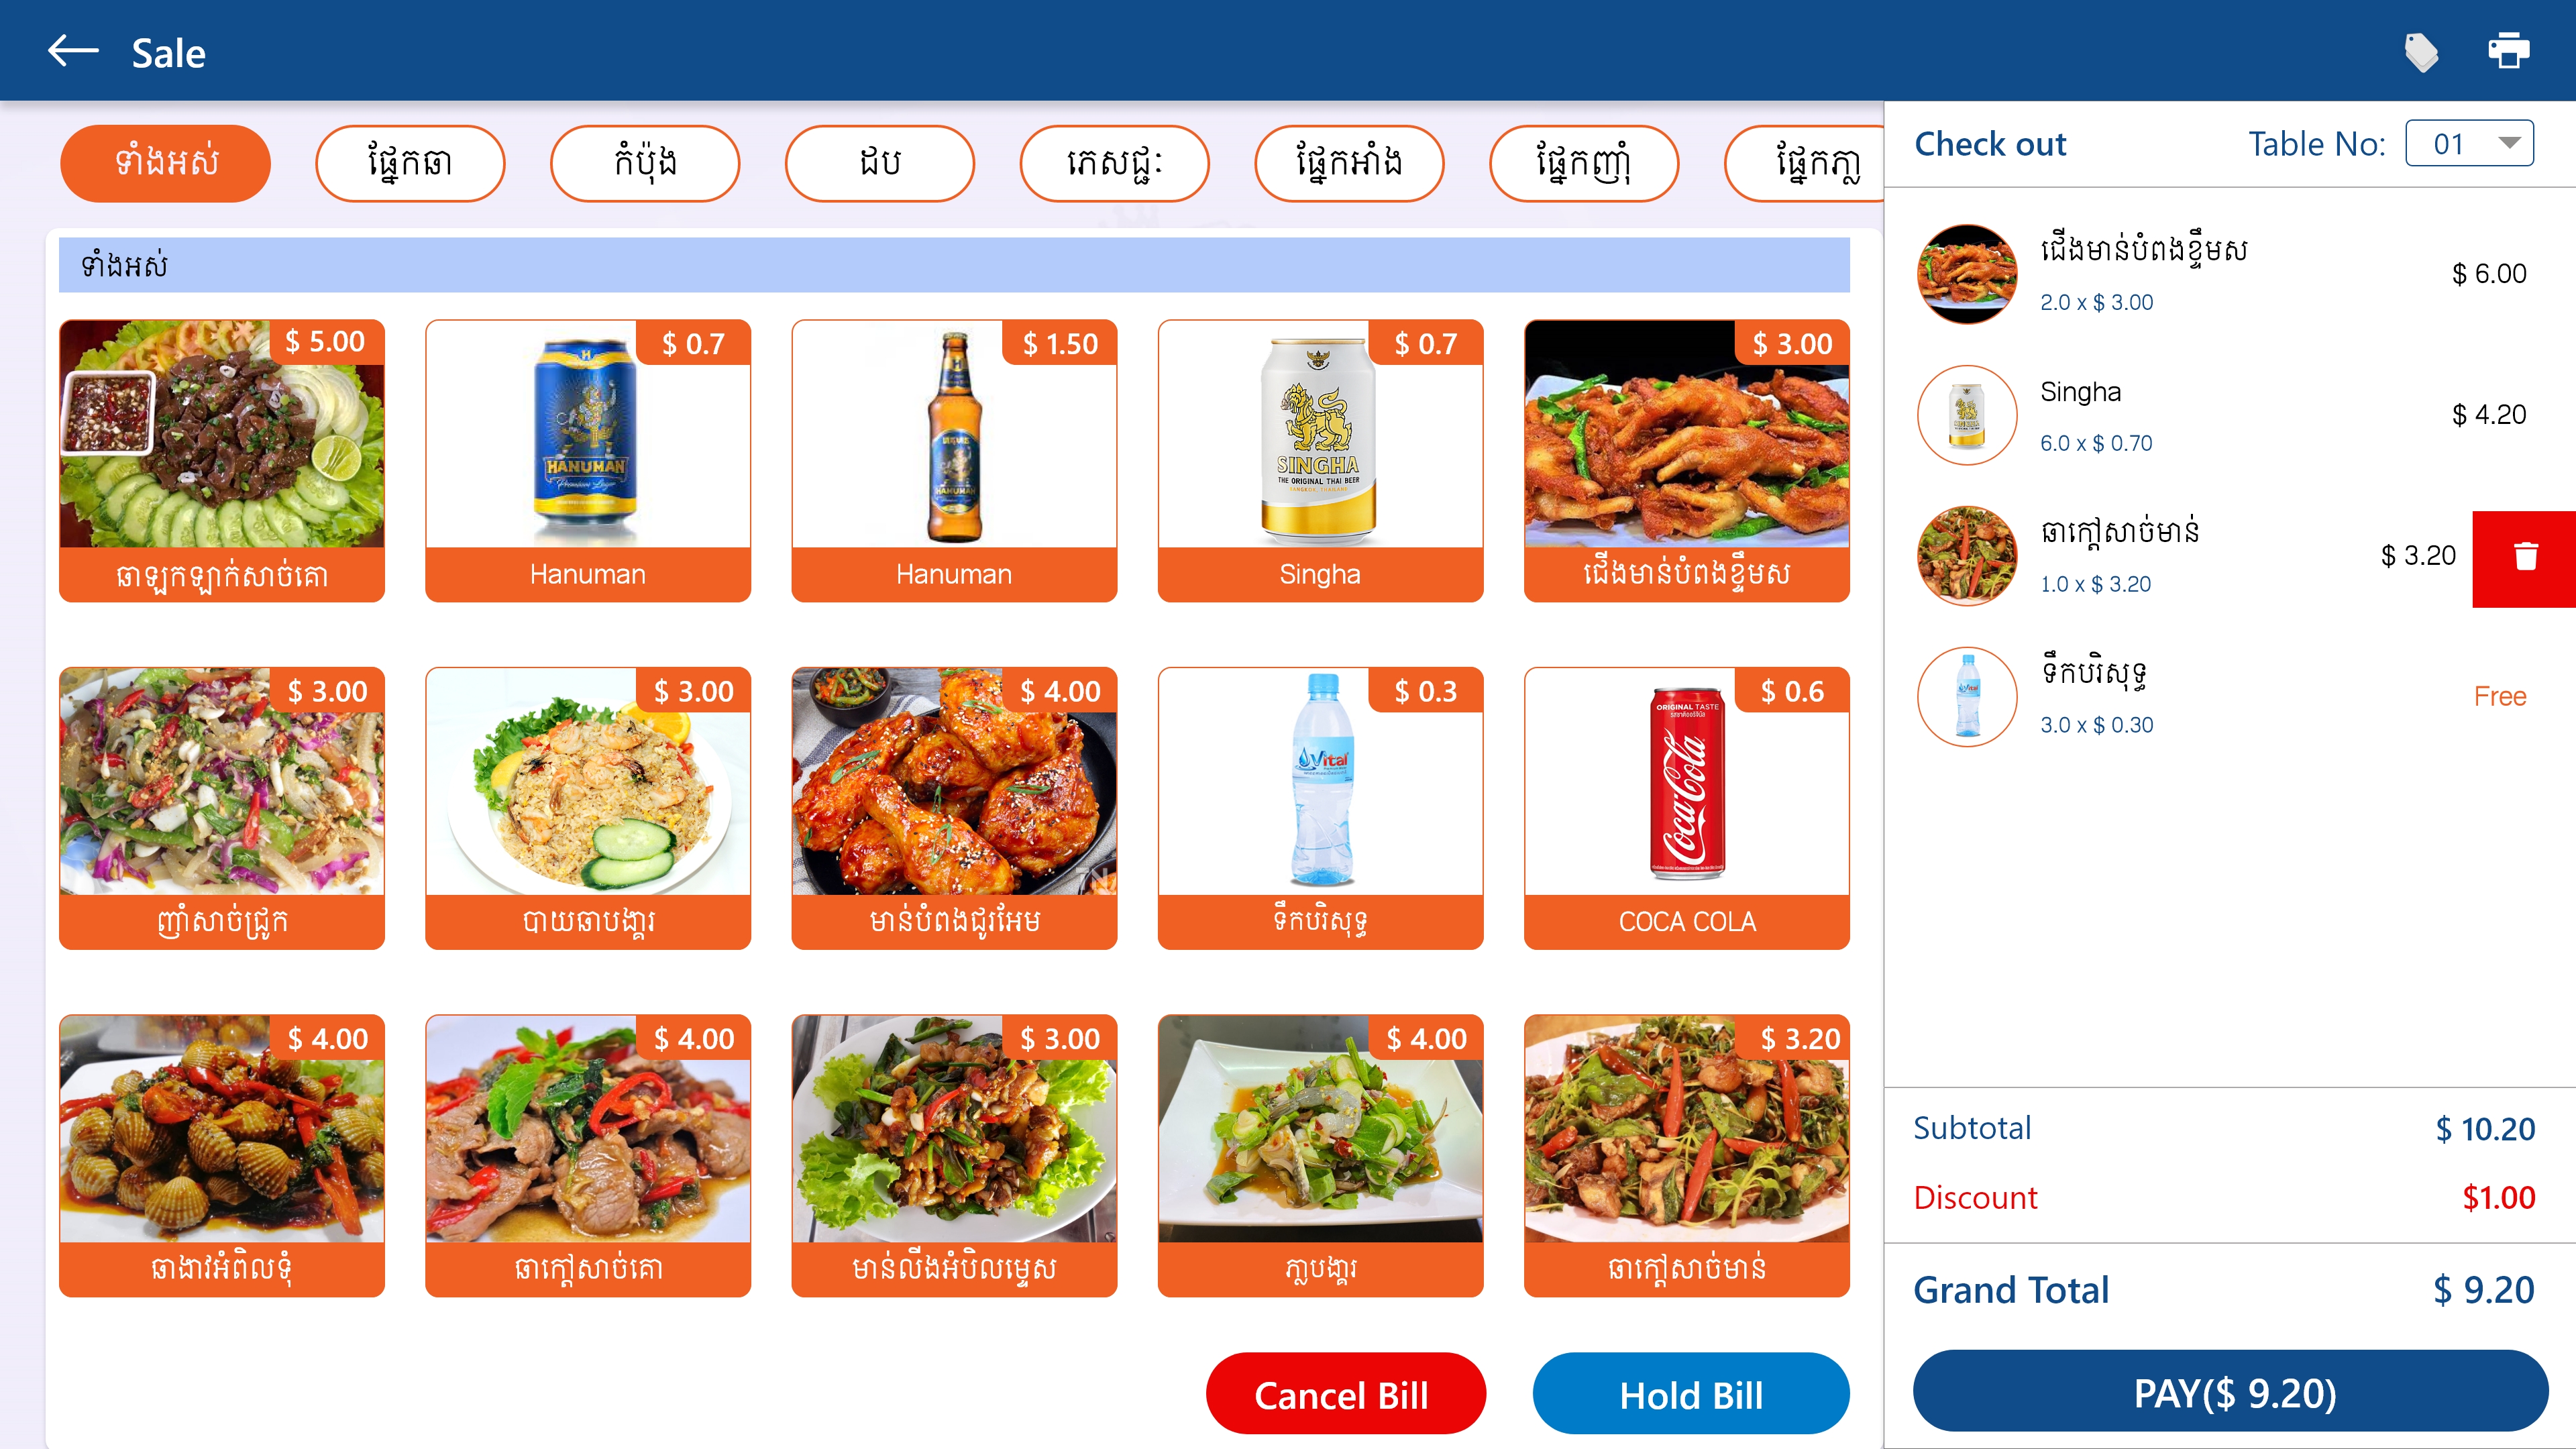 Sale
ទាំងអស់
ផ្នែកឆា
កំប៉ុង
ដប
ភេសជ្ជៈ
ផ្នែកអាំង
ផ្នែកញាំុ
ផ្នែកភ្លា
Check out
Table No: 01
ទាំងអស់
$ 5.00
ឆាឡុកឡាក់សាច់គោ
$ 0.7
HANUMAN
Hanuman
$ 1.50
HANUMAN
Hanuman
$ 0.7
SINGHA
THE ORIGINAL THAI BEER
BANGKOK, THAILAND
Singha
$ 3.00
ជើងមាន់បំពងខ្ទឹមស
$ 3.00
ញាំសាច់ជ្រូក
$ 3.00
បាយឆាបង្គារ
$ 4.00
មាន់បំពងជូរអែម
$ 0.3
Vital
ទឹកបរិសុទ្ធ
$ 0.6
ORIGINAL TASTE
Coca-Cola
COCA COLA
$ 4.00
ឆាងាវអំពិលទុំ
$ 4.00
ឆាក្តៅសាច់គោ
$ 3.00
មាន់លីងអំបិលម្ទេស
$ 4.00
ភ្លាបង្គារ
$ 3.20
ឆាក្តៅសាច់មាន់
ជើងមាន់បំពងខ្ទឹមស
2.0 x $ 3.00
$ 6.00
Singha
6.0 x $ 0.70
$ 4.20
ឆាក្តៅសាច់មាន់
1.0 x $ 3.20
$ 3.20
ទឹកបរិសុទ្ធ
3.0 x $ 0.30
Free
Subtotal $ 10.20
Discount $1.00
Grand Total $ 9.20
Cancel Bill
Hold Bill
PAY($ 9.20)